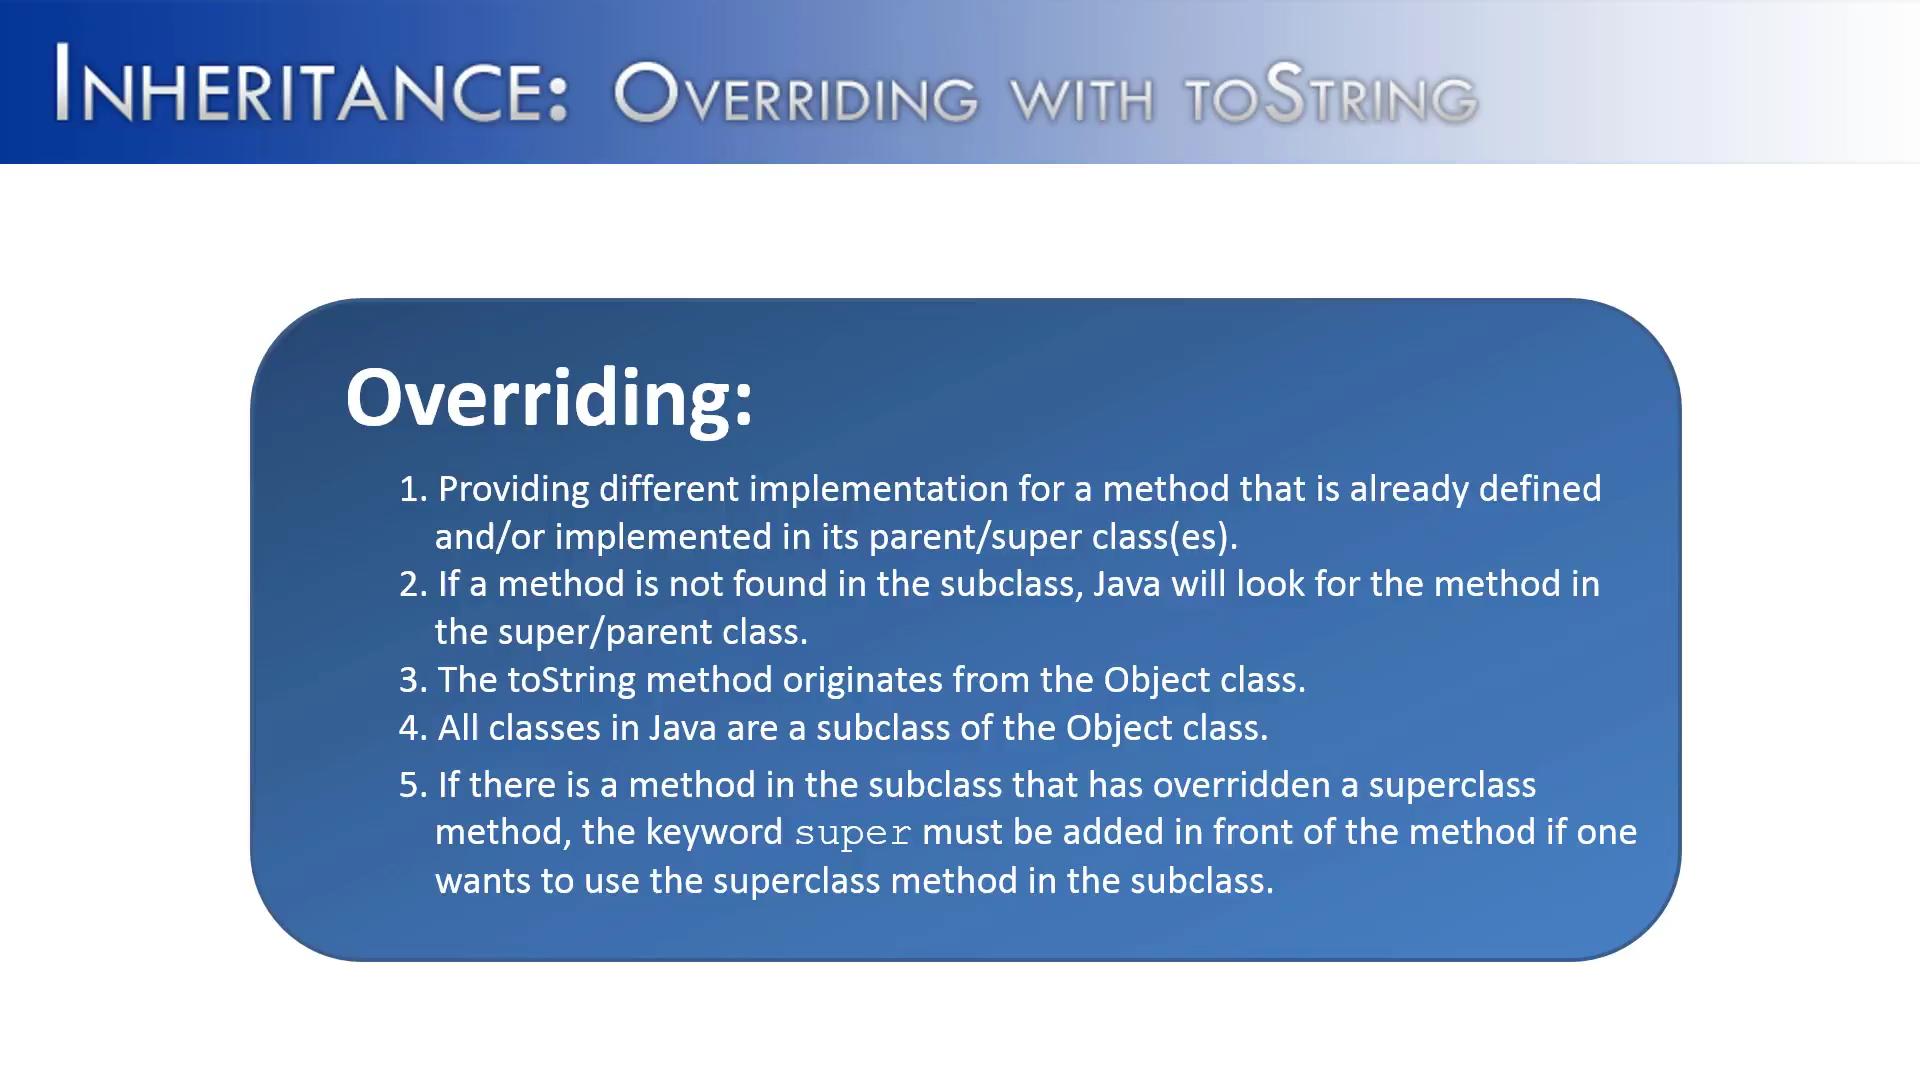 Inheritance: Overriding with toString
Overriding:
1. Providing different implementation for a method that is already defined
and/or implemented in its parent/super class(es).
2. If a method is not found in the subclass, Java will look for the method in
the super/parent class.
3. The toString method originates from the Object class.
4. All classes in Java are a subclass of the Object class.
5. If there is a method in the subclass that has overridden a superclass
method, the keyword super must be added in front of the method if one
wants to use the superclass method in the subclass.